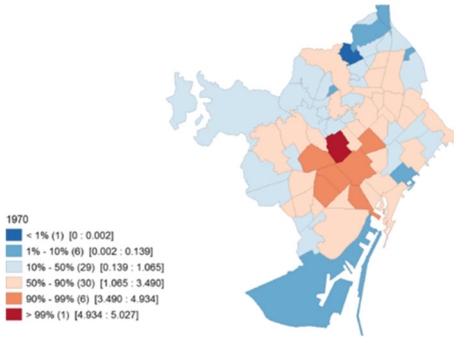 1970
< 1% (1) [0 : 0.002]
1% - 10% (6) [0.002 : 0.139]
10% - 50% (29) [0.139 : 1.065]
50% - 90% (30) [1.065 : 3.490]
90% - 99% (6) [3.490 : 4.934]
> 99% (1) [4.934 : 5.027]